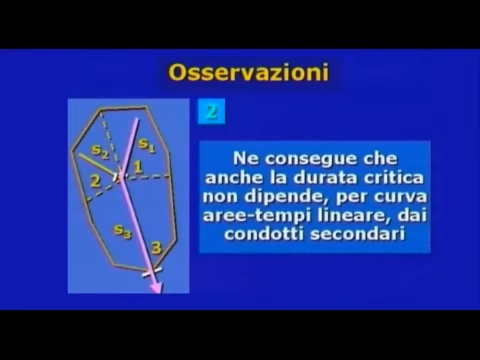 Osservazioni
2
s1
s2
1
2
s3
3
Ne consegue che
anche la durata critica
non dipende, per curva
aree-tempi lineare, dai
condotti secondari